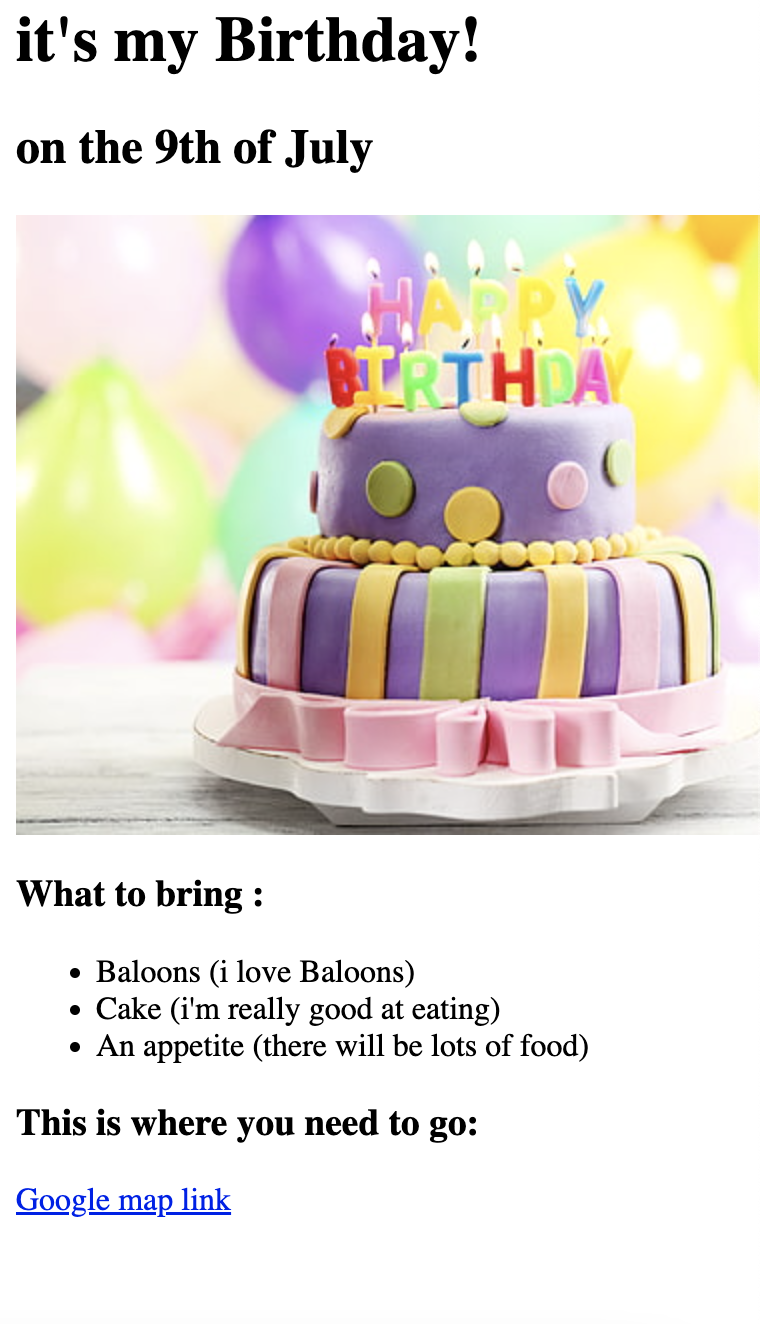 it's my Birthday!
on the 9th of July
HAPPY
BIRTHDAY
What to bring :
Baloons (i love Baloons)
Cake (i'm really good at eating)
An appetite (there will be lots of food)
This is where you need to go:
Google map link